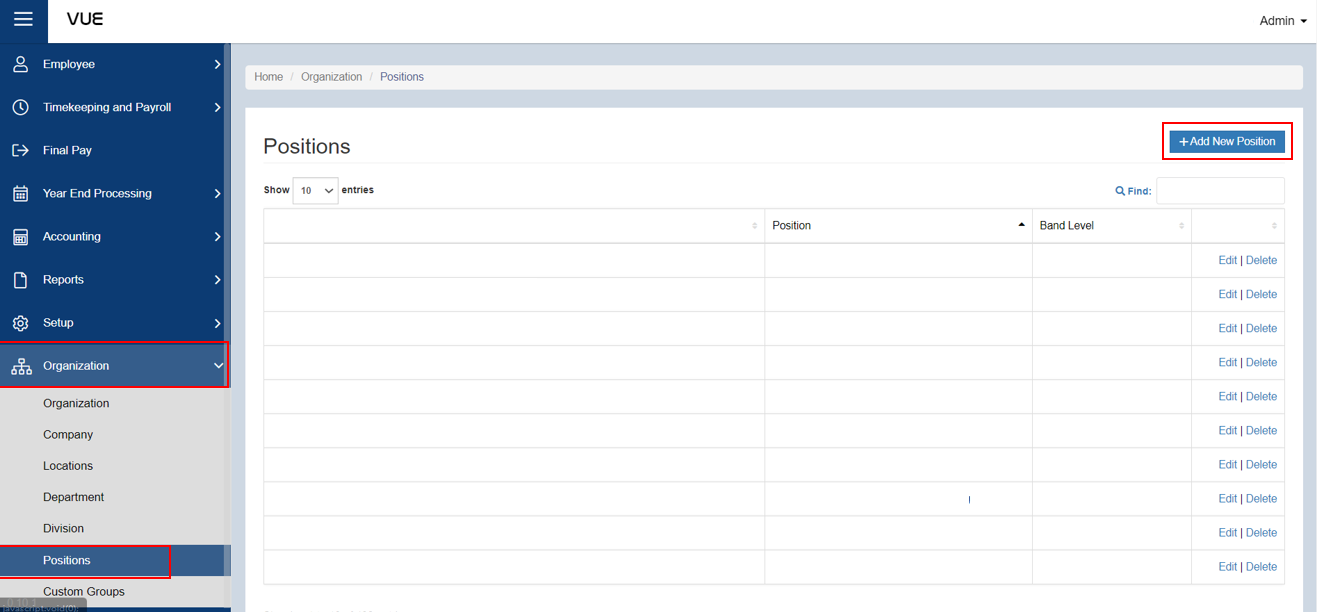 VUE
Admin
Employee
Timekeeping and Payroll
Final Pay
Year End Processing
Accounting
Reports
Setup
Organization
Organization
Company
Locations
Department
Division
Positions
Custom Groups
javascript:void(0);
Home / Organization / Positions
Positions
+Add New Position
Show 10 entries
Find:
Position Band Level
Edit | Delete
Edit | Delete
Edit | Delete
Edit | Delete
Edit | Delete
Edit | Delete
Edit | Delete
Edit | Delete
Edit | Delete
Edit | Delete